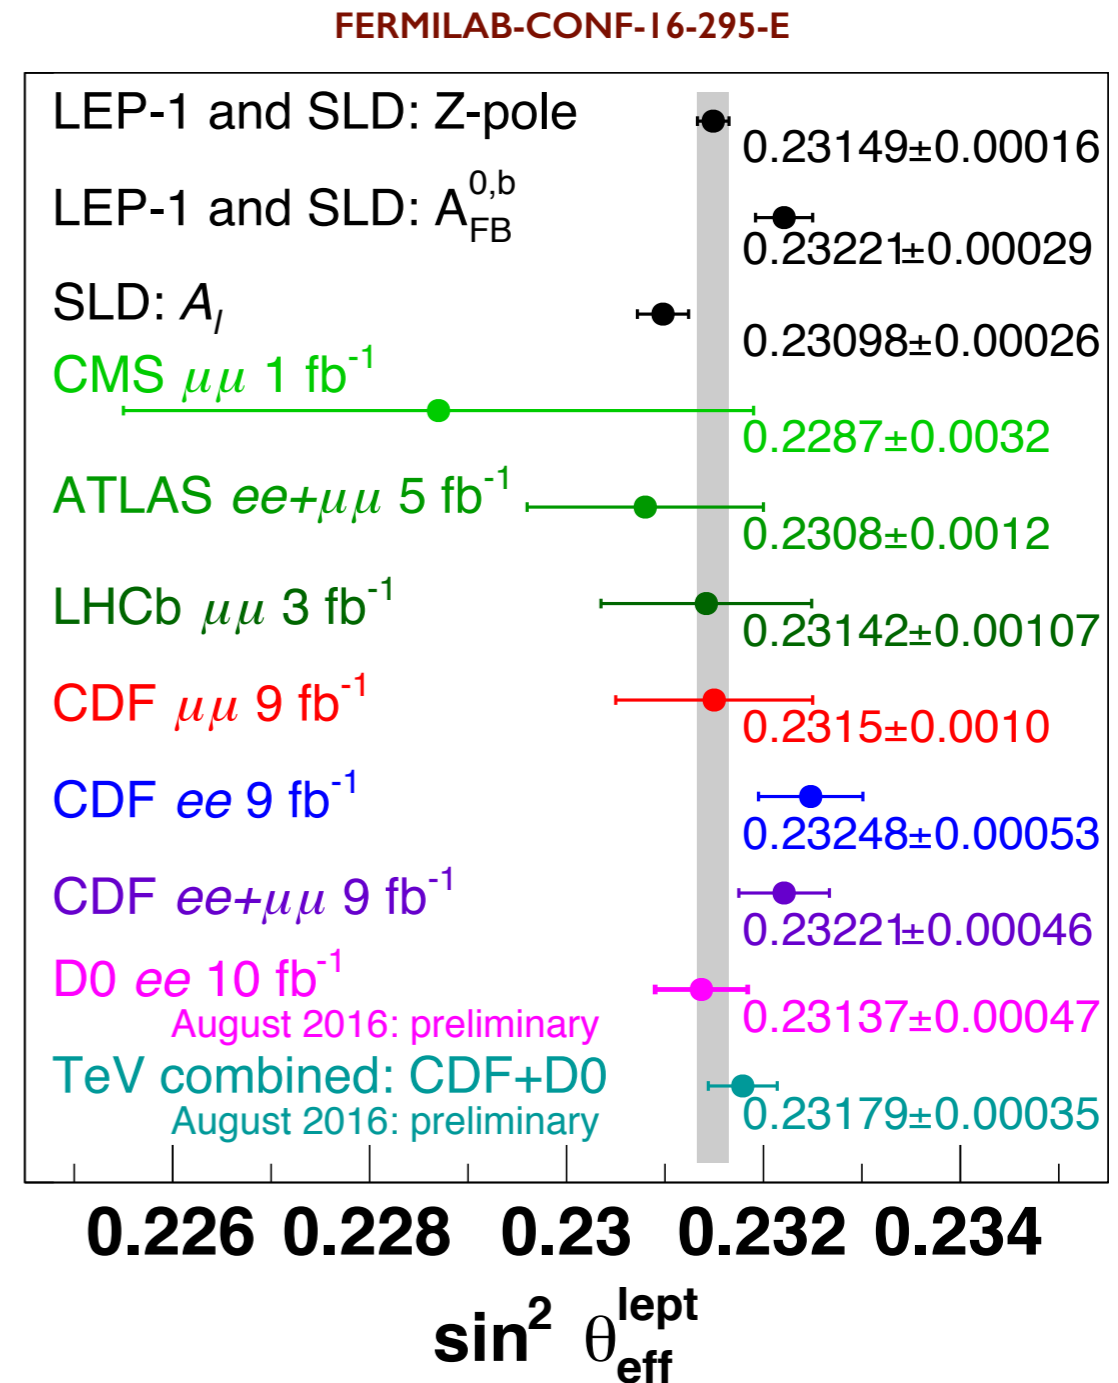 FERMILAB-CONF-16-295-E
LEP-1 and SLD: Z-pole
0.23149±0.00016
LEP-1 and SLD: A_FB^0,b
0.23221±0.00029
SLD: A_l
0.23098±0.00026
CMS μμ 1 fb^-1
0.2287±0.0032
ATLAS ee+μμ 5 fb^-1
0.2308±0.0012
LHCb μμ 3 fb^-1
0.23142±0.00107
CDF μμ 9 fb^-1
0.2315±0.0010
CDF ee 9 fb^-1
0.23248±0.00053
CDF ee+μμ 9 fb^-1
0.23221±0.00046
D0 ee 10 fb^-1
August 2016: preliminary
0.23137±0.00047
TeV combined: CDF+D0
August 2016: preliminary
0.23179±0.00035
0.226 0.228 0.23 0.232 0.234
sin^2 θ_eff^lept